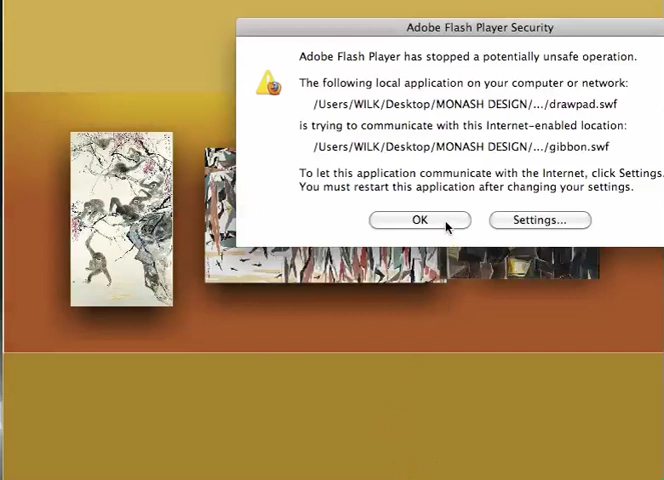 Adobe Flash Player Security
Adobe Flash Player has stopped a potentially unsafe operation.
The following local application on your computer or network:
/Users/WILK/Desktop/MONASH DESIGN/.../drawpad.swf
is trying to communicate with this Internet-enabled location:
/Users/WILK/Desktop/MONASH DESIGN/.../gibbon.swf
To let this application communicate with the Internet, click Settings.
You must restart this application after changing your settings.
OK
Settings...